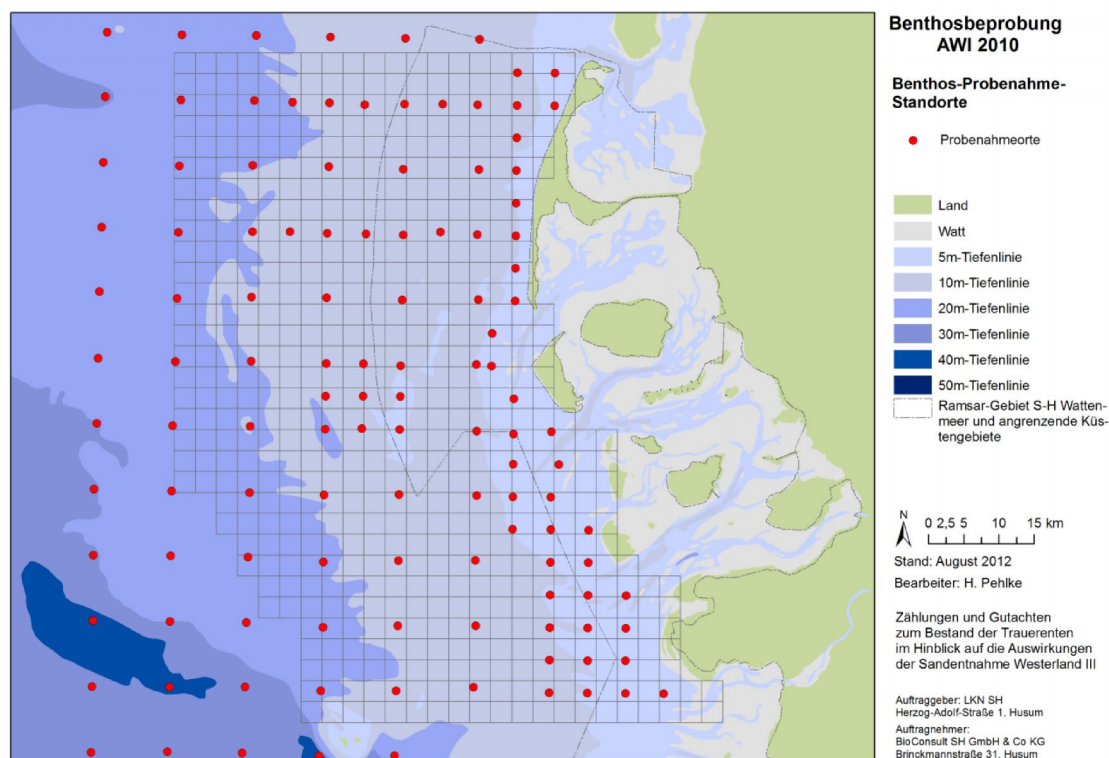 Benthosbeprobung
AWI 2010
Benthos-Probenahme-
Standorte
Probenahmeorte
Land
Watt
5m-Tiefenlinie
10m-Tiefenlinie
20m-Tiefenlinie
30m-Tiefenlinie
40m-Tiefenlinie
50m-Tiefenlinie
Ramsar-Gebiet S-H Watten-
meer und angrenzende Küs-
tengebiete
N
0 2,5 5 10 15 km
Stand: August 2012
Bearbeiter: H. Pehlke
Zählungen und Gutachten
zum Bestand der Trauerenten
im Hinblick auf die Auswirkungen
der Sandentnahme Westerland III
Auftraggeber: LKN SH
Herzog-Adolf-Straße 1, Husum
Auftragnehmer:
BioConsult SH GmbH & Co KG
Brinckmannstraße 31, Husum